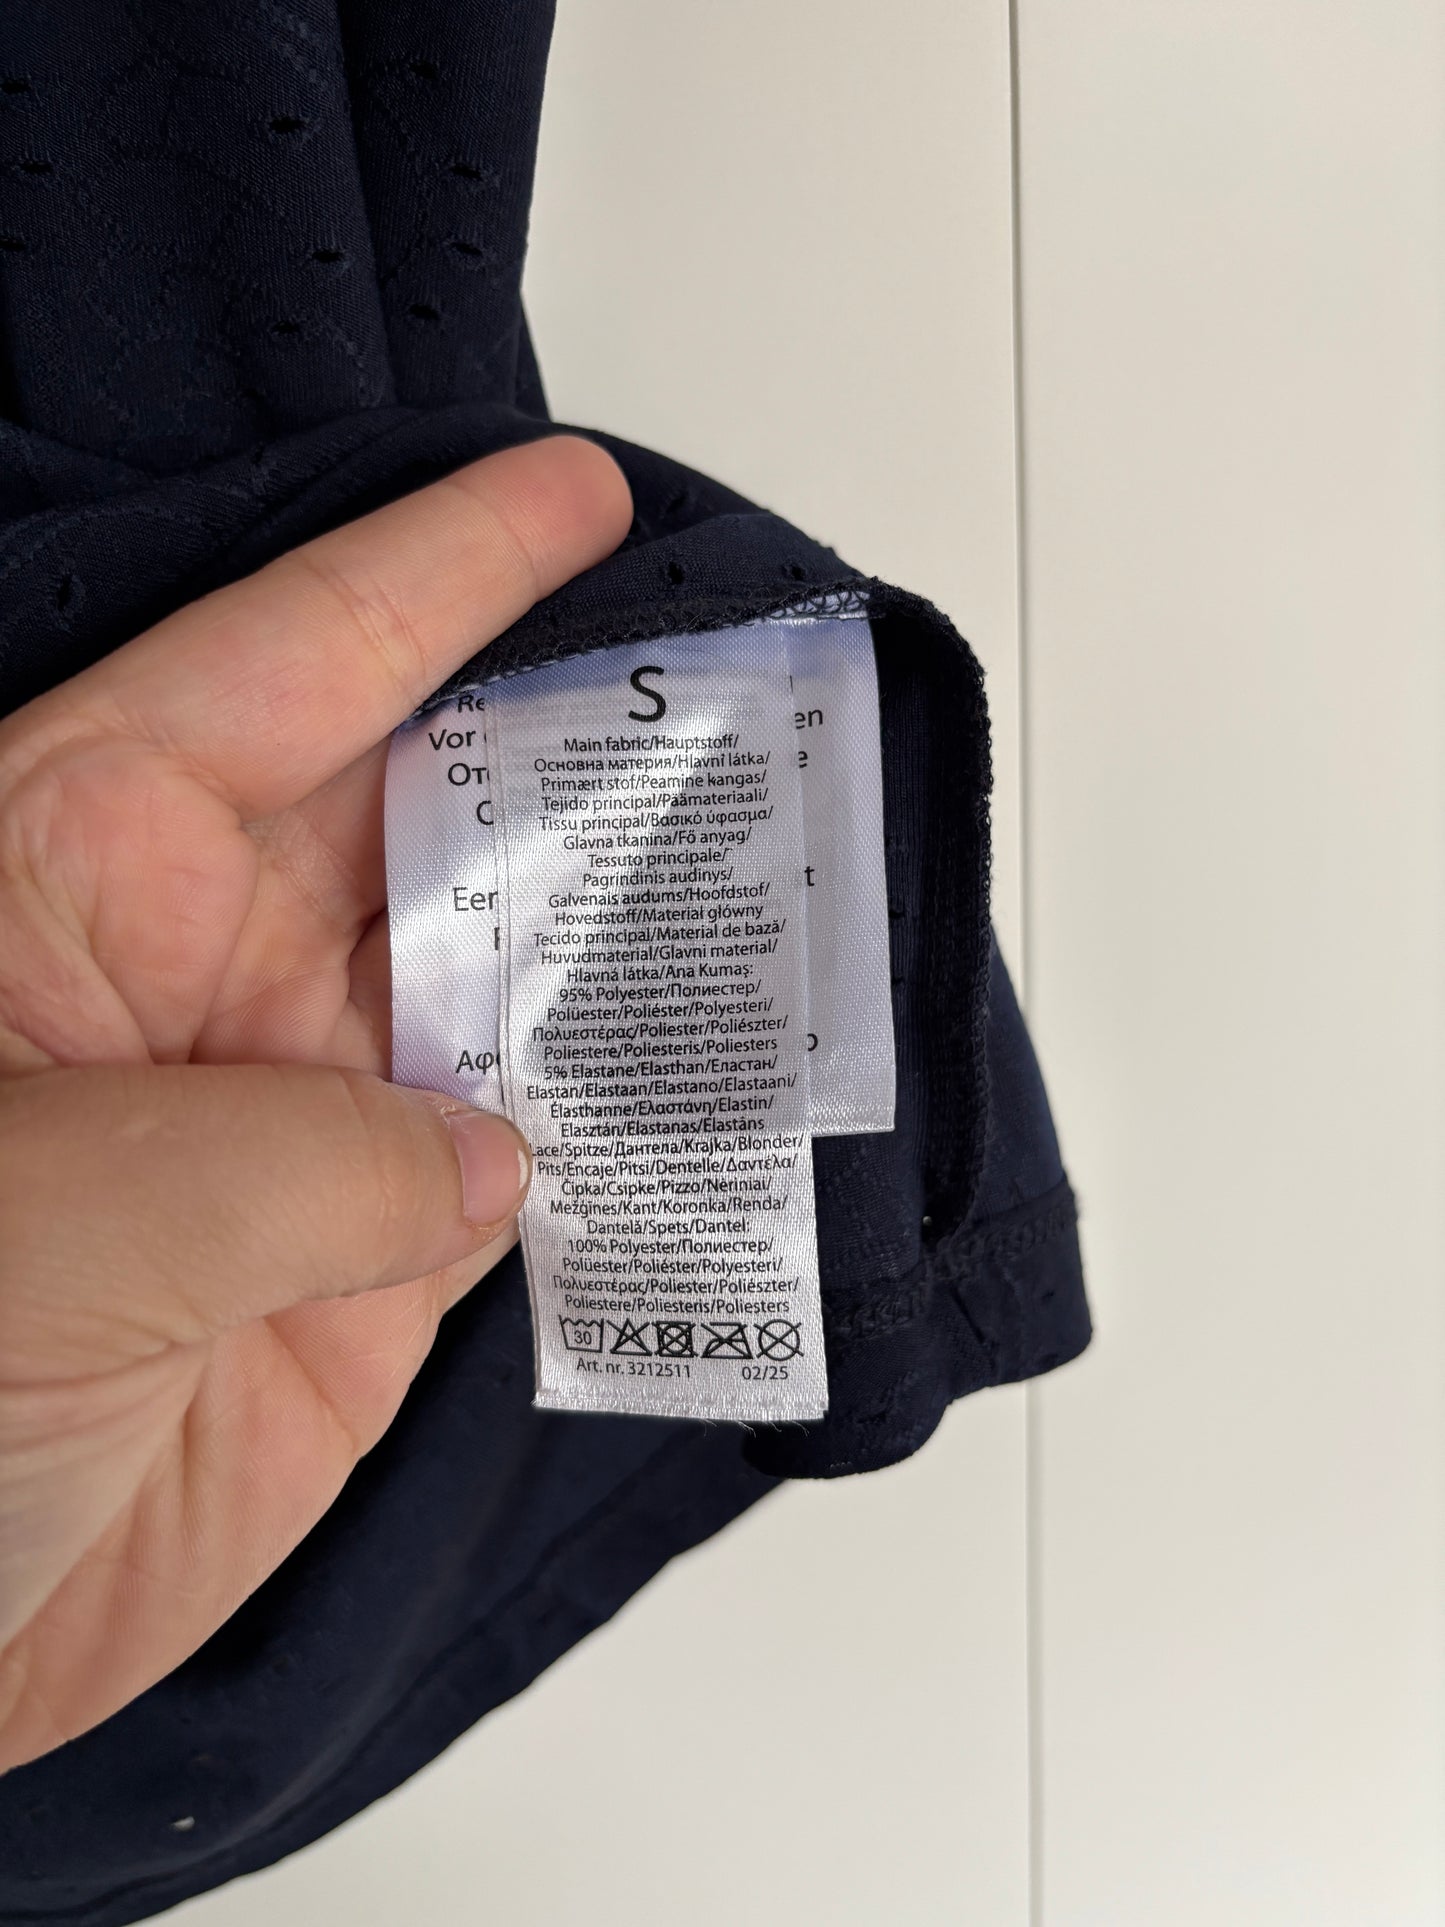 S
Main fabric/Hauptstoff/
Основна материя/Hlavní látka/
Primært stof/Peamine kangas/
Tejido principal/Päämateriaali/
Tissu principal/Βασικό ύφασμα/
Glavna tkanina/Fő anyag/
Tessuto principale/
Pagrindinis audinys/
Galvenais audums/Hoofdstof/
Hovedstoff/Materiał główny
Tecido principal/Material de bază/
Huvudmaterial/Glavni material/
Hlavná látka/Ana Kumaş:
95% Polyester/Полиестер/
Polüester/Poliéster/Polyesteri/
Πολυεστέρας/Poliester/Poliészter/
Poliestere/Poliesteris/Poliesters
5% Elastane/Elasthan/Еластан/
Elastan/Elastaan/Elastano/Elastaani/
Élasthanne/Ελαστάνη/Elastin/
Elasztán/Elastanas/Elastāns
Lace/Spitze/Дантела/Krajka/Blonder/
Pits/Encaje/Pitsi/Dentelle/Δαντέλα/
Čipka/Csipke/Pizzo/Neriniai/
Mežģines/Kant/Koronka/Renda/
Dantelă/Spets/Dantel:
100% Polyester/Полиестер/
Polüester/Poliéster/Polyesteri/
Πολυεστέρας/Poliester/Poliészter/
Poliestere/Poliesteris/Poliesters
30
Art. nr. 3212511 02/25
Vor